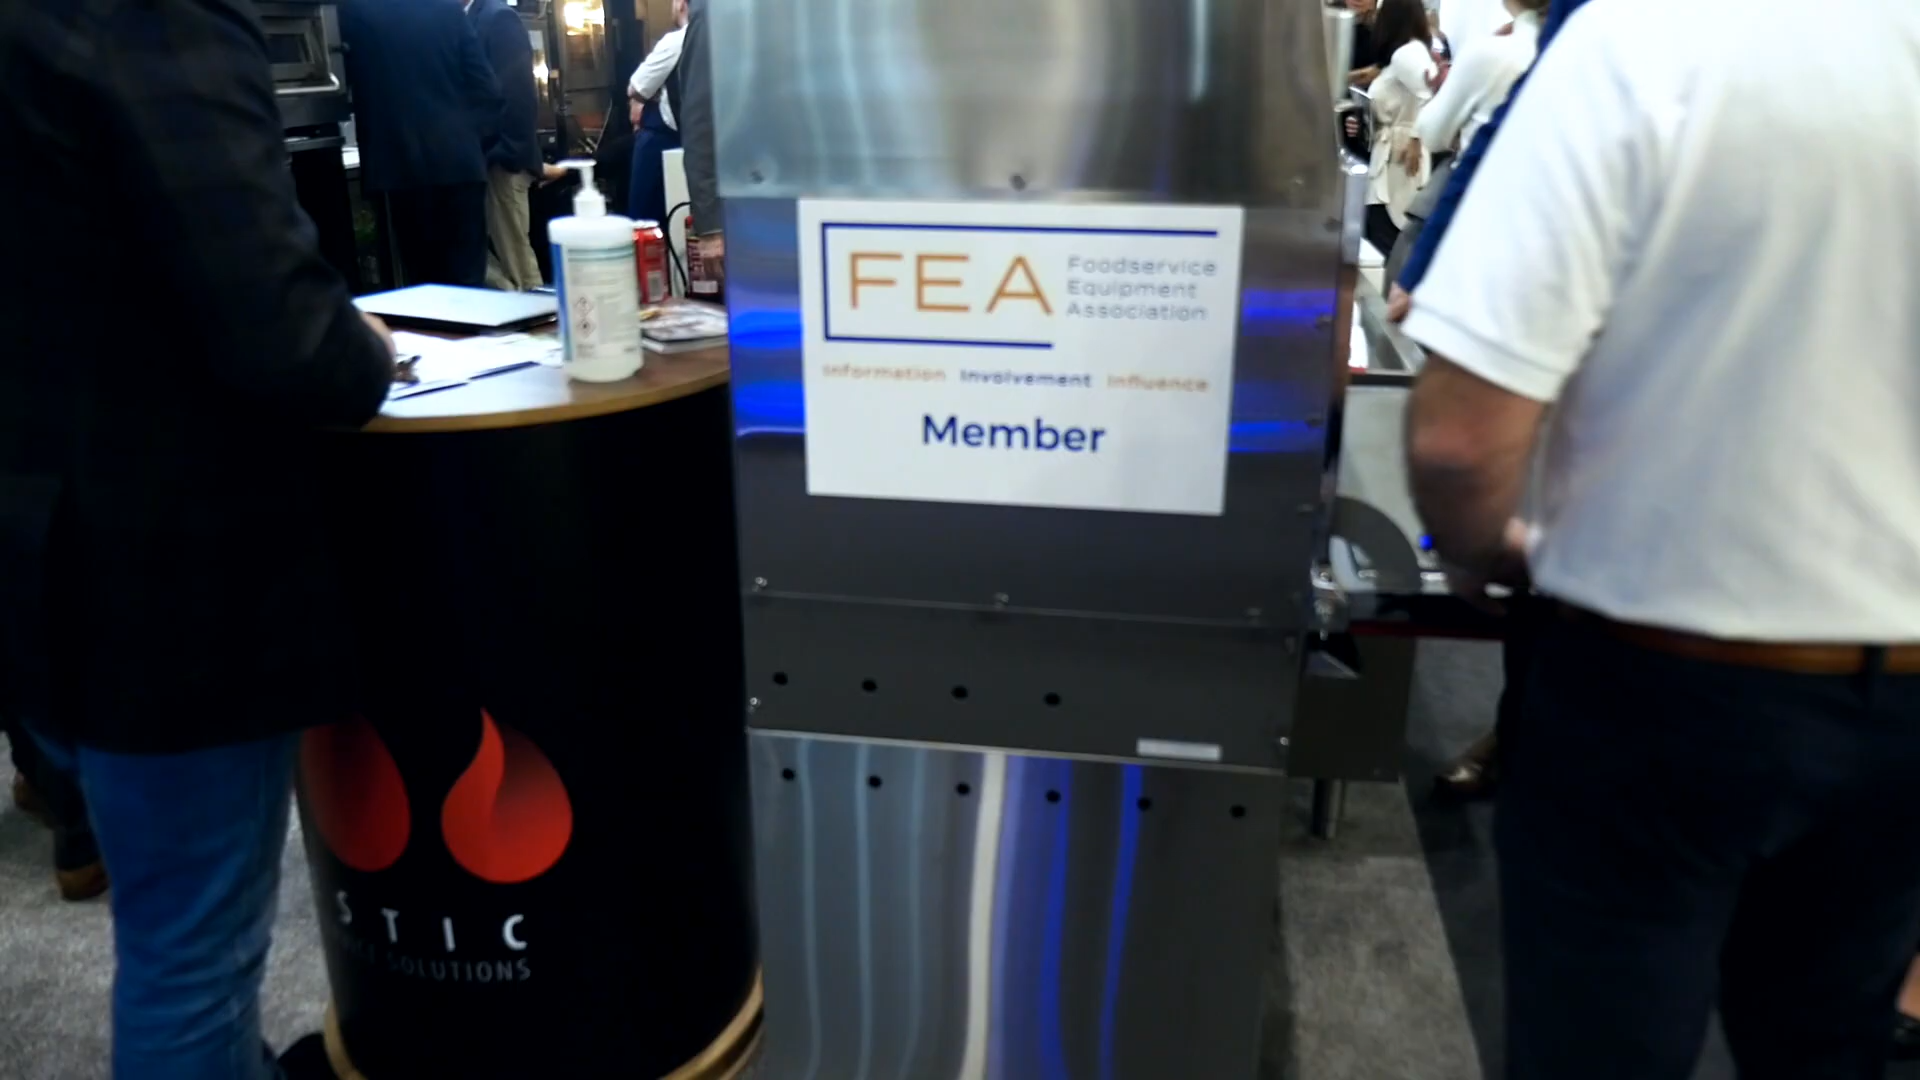 FEA
Foodservice
Equipment
Association
Information Involvement Influence
Member
STIC
SOLUTIONS